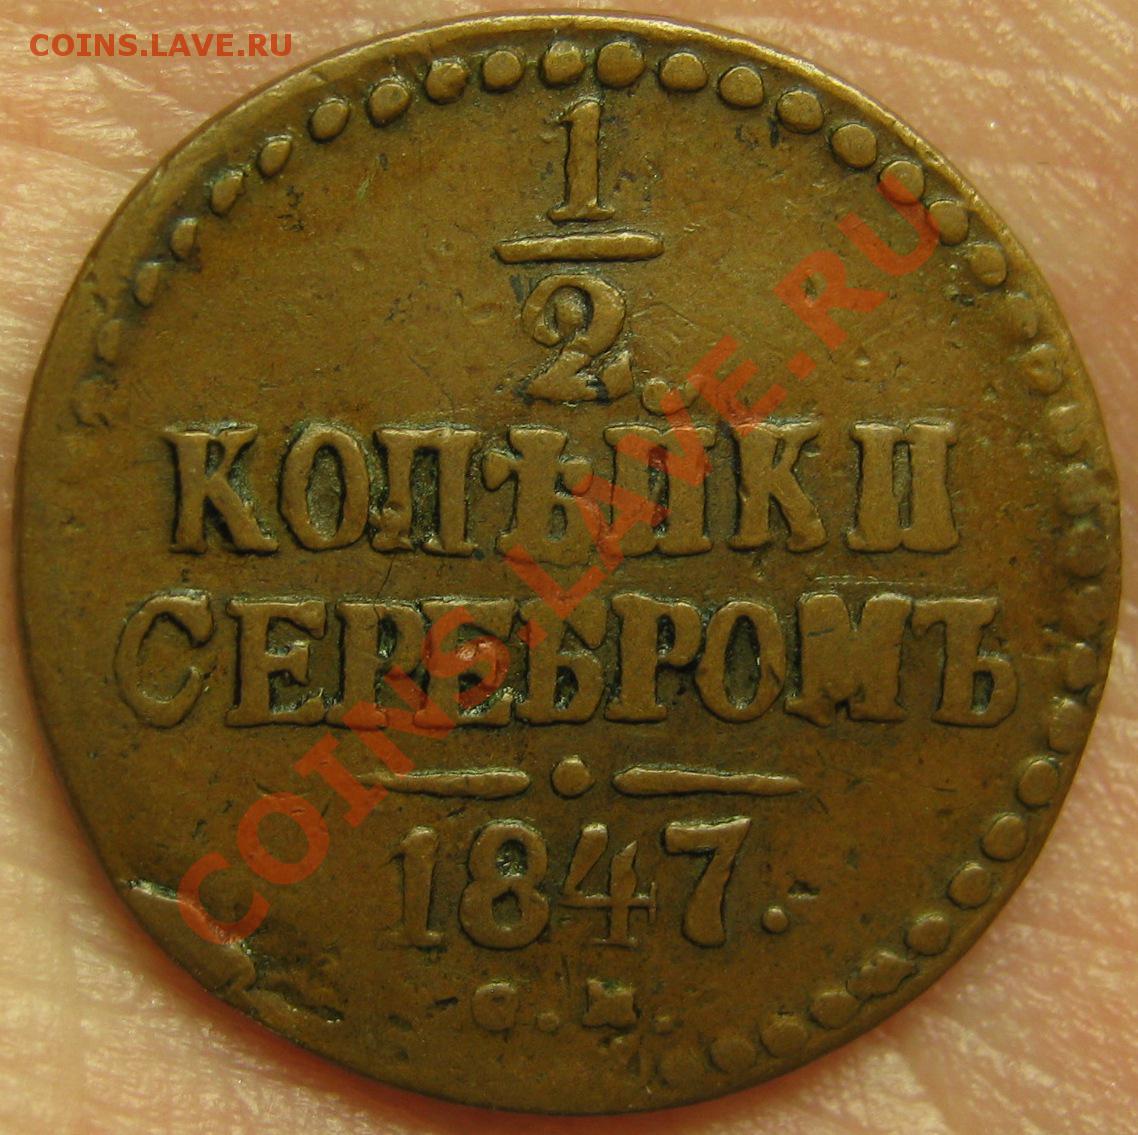 COINS.LAVE.RU
1
2
КОПѢЙКИ
СЕРЕБРОМЪ
1847.
С.М.
COINS.LAVE.RU